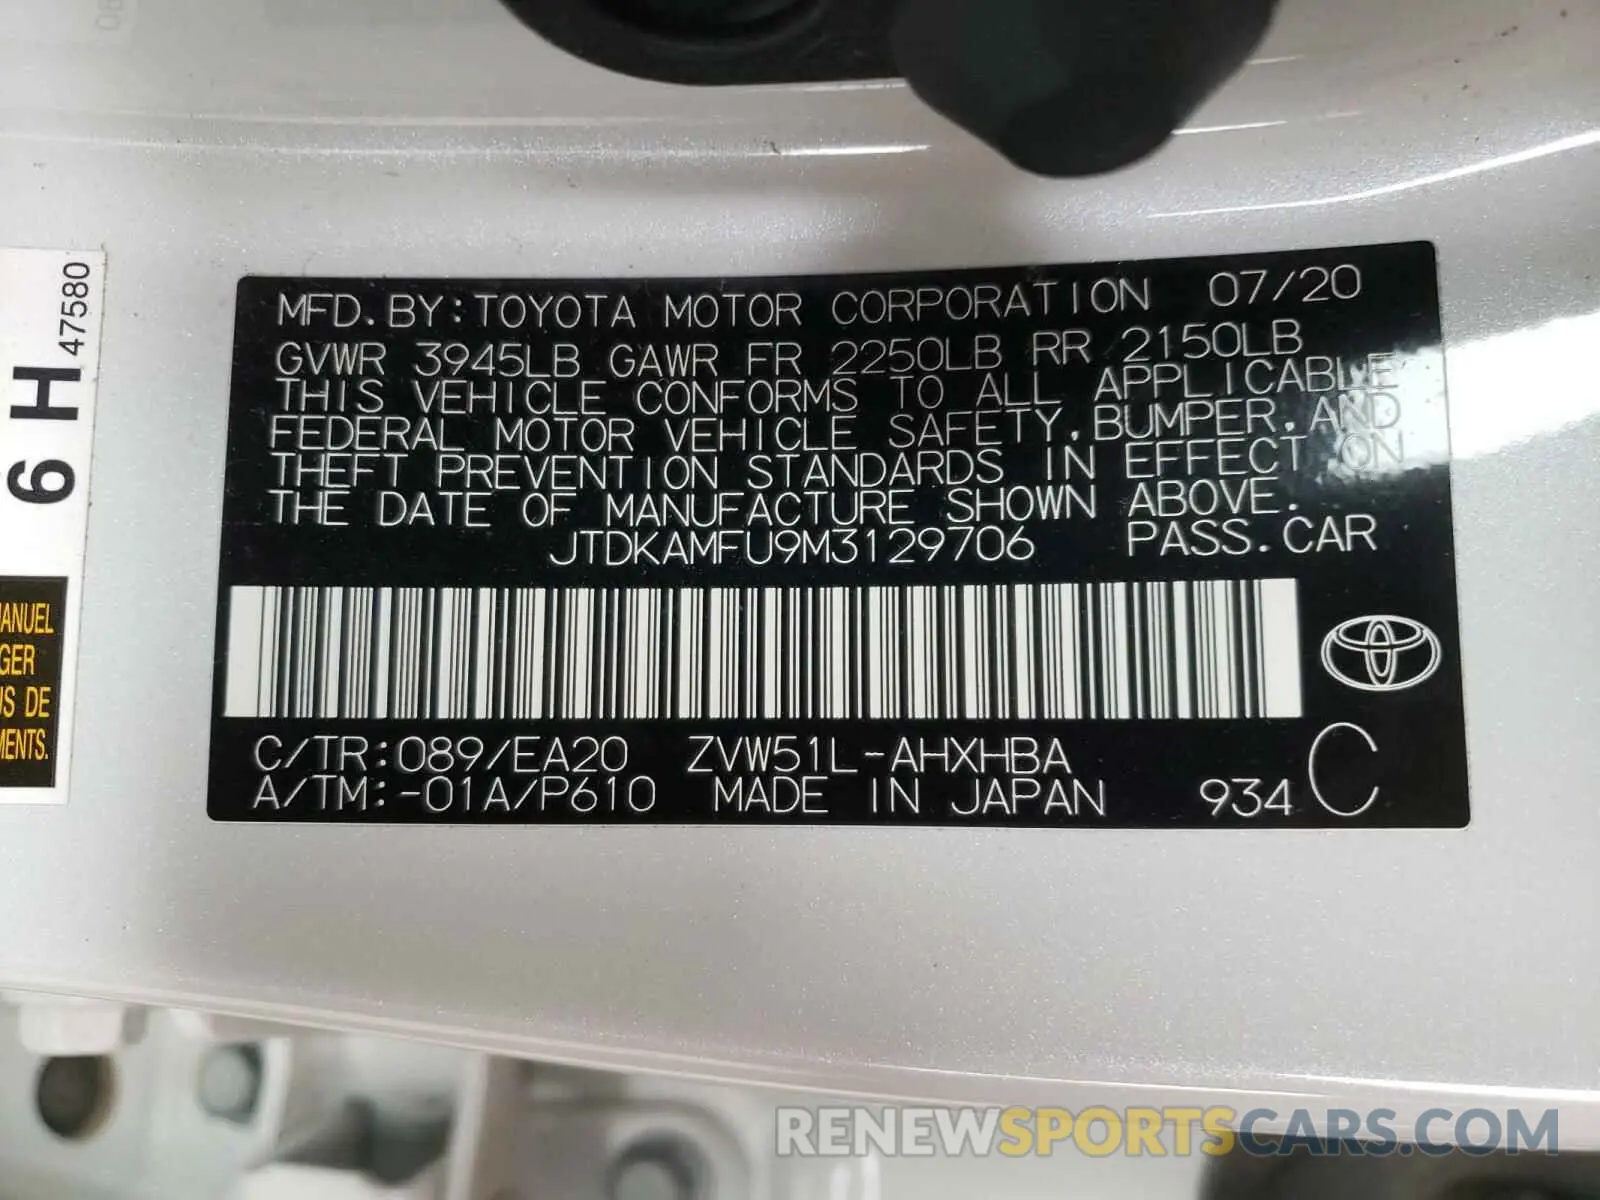 MFD.BY:TOYOTA MOTOR CORPORATION 07/20
GVWR 3945LB GAWR FR 2250LB RR 2150LB
THIS VEHICLE CONFORMS TO ALL APPLICABLE
FEDERAL MOTOR VEHICLE SAFETY,BUMPER,AND
THEFT PREVENTION STANDARDS IN EFFECT ON
THE DATE OF MANUFACTURE SHOWN ABOVE.
JTDKAMFU9M3129706 PASS.CAR
C/TR:089/EA20 ZVW51L-AHXHBA
A/TM:-01A/P610 MADE IN JAPAN 934 C
6 H 47580
MANUEL
GER
US DE
MENTS.
RENEWSPORTSCARS.COM